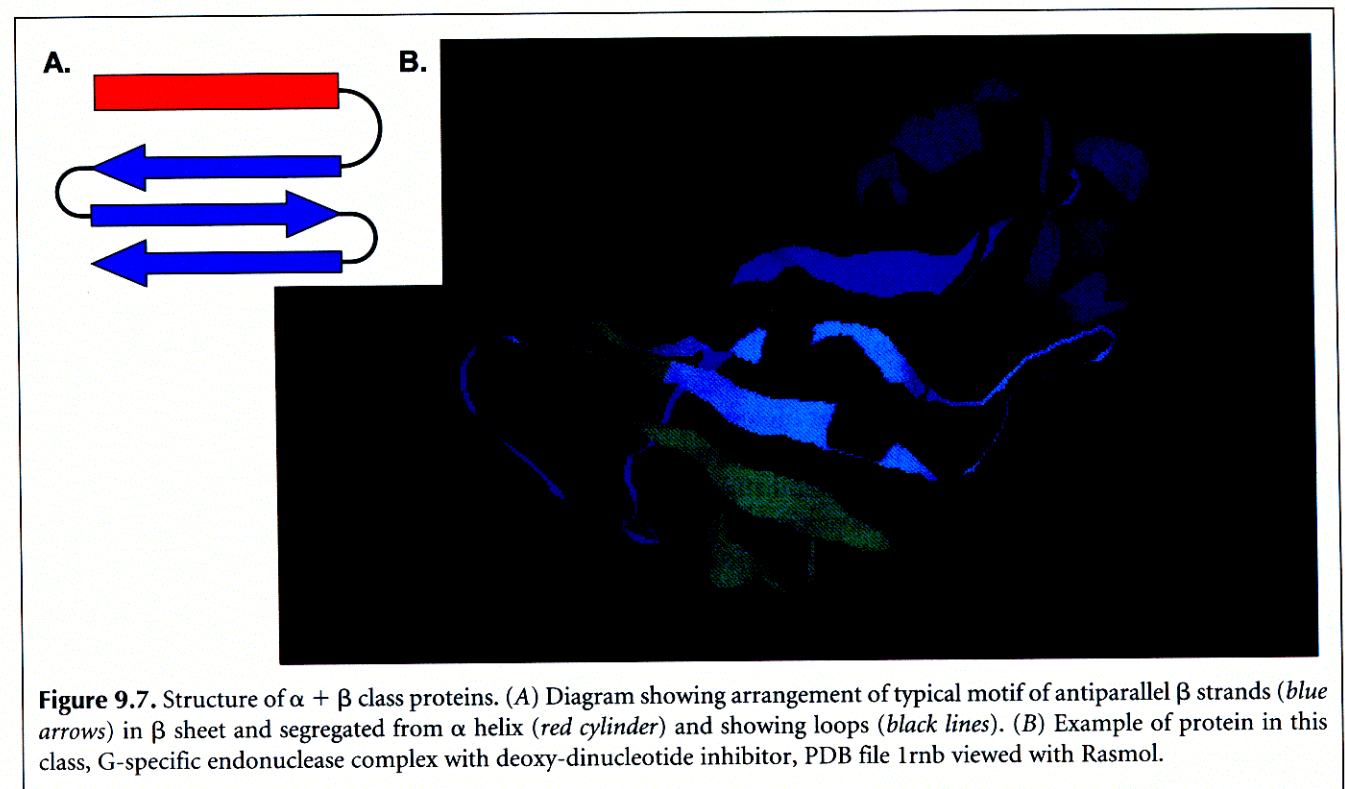 A.
B.
Figure 9.7. Structure of α + β class proteins. (A) Diagram showing arrangement of typical motif of antiparallel β strands (blue
arrows) in β sheet and segregated from α helix (red cylinder) and showing loops (black lines). (B) Example of protein in this
class, G-specific endonuclease complex with deoxy-dinucleotide inhibitor, PDB file 1rnb viewed with Rasmol.